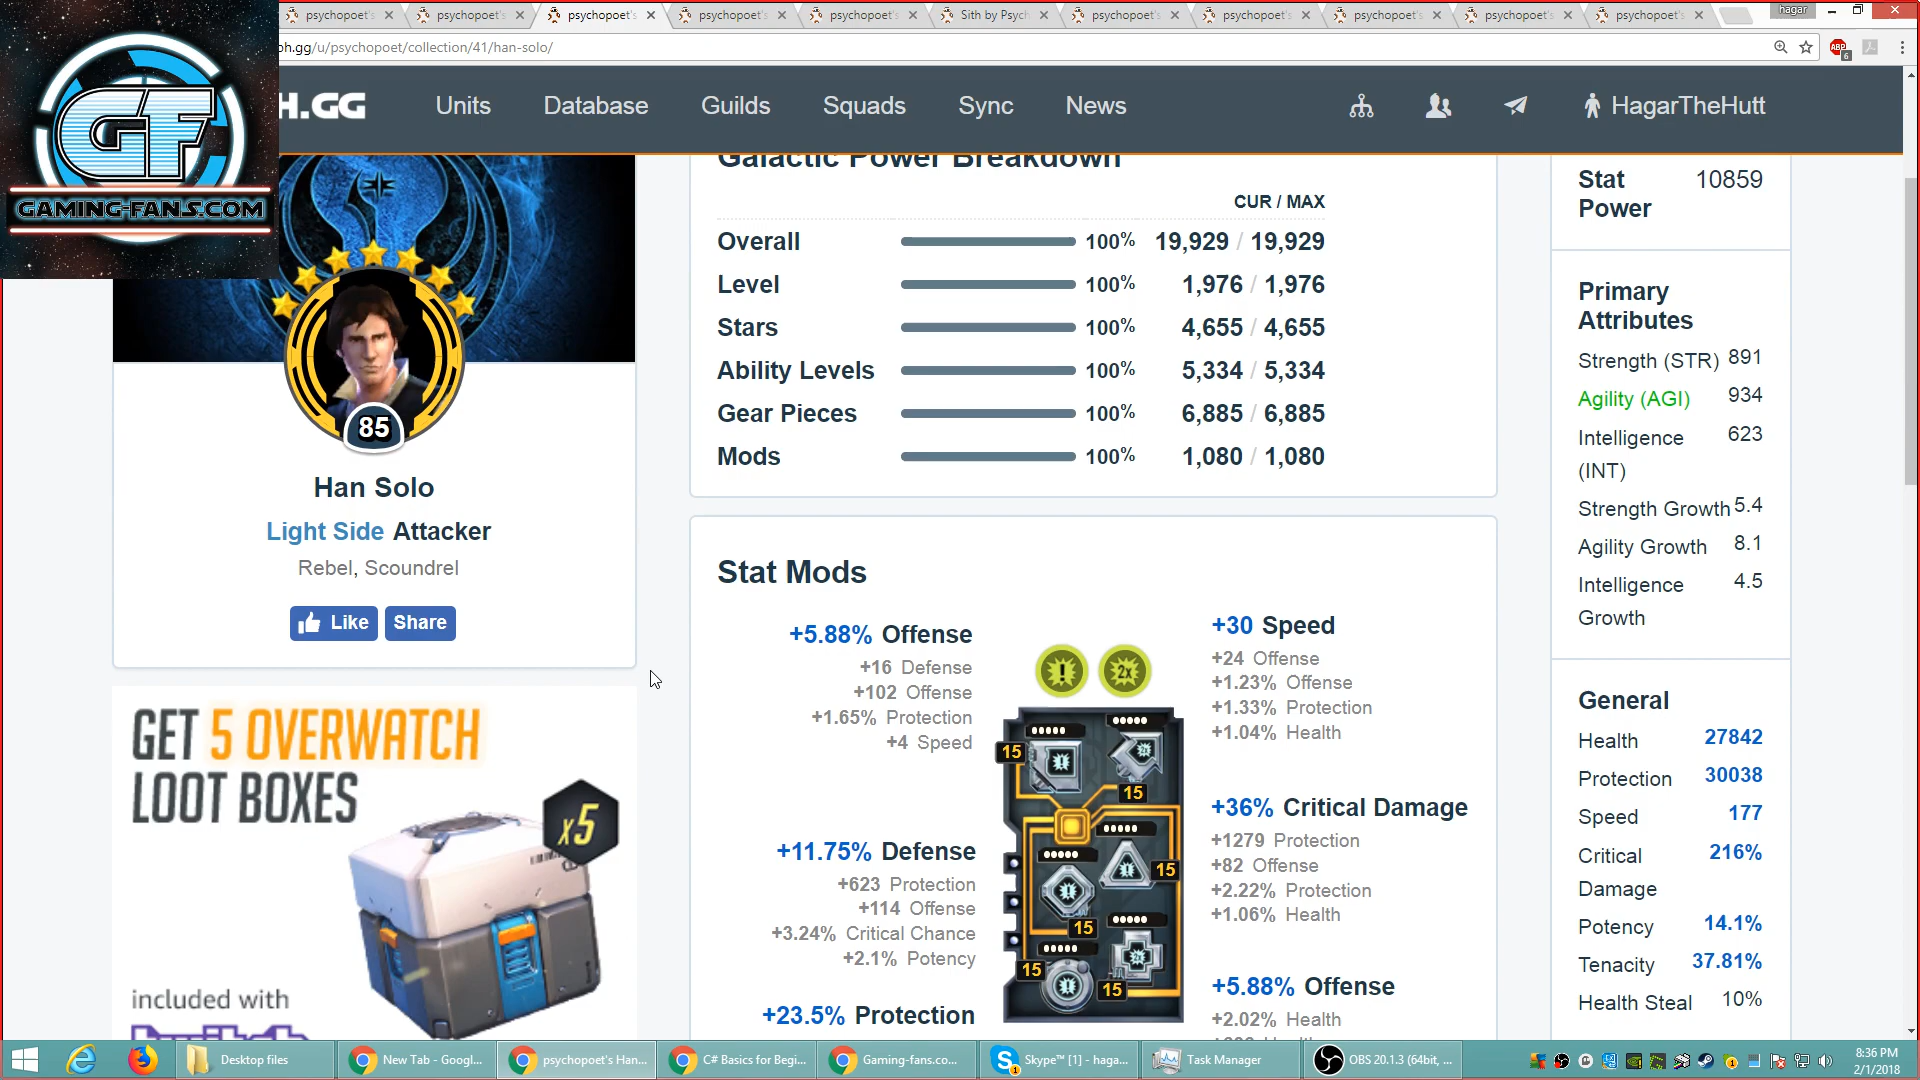 psychopoet's
psychopoet's
psychopoet's
psychopoet's
psychopoet's
Sith by Psych
psychopoet's
psychopoet's
psychopoet's
psychopoet's
psychopoet's
hagar
ph.gg/u/psychopoet/collection/41/han-solo/
ABP
6
GF
GAMING-FANS.COM
H.GG
Units
Database
Guilds
Squads
Sync
News
HagarTheHutt
85
Han Solo
Light Side Attacker
Rebel, Scoundrel
Like
Share
GET 5 OVERWATCH
LOOT BOXES
x5
included with
twitch
Galactic Power Breakdown
CUR / MAX
Overall 100% 19,929 / 19,929
Level 100% 1,976 / 1,976
Stars 100% 4,655 / 4,655
Ability Levels 100% 5,334 / 5,334
Gear Pieces 100% 6,885 / 6,885
Mods 100% 1,080 / 1,080
Stat Mods
+5.88% Offense
+16 Defense
+102 Offense
+1.65% Protection
+4 Speed
+30 Speed
+24 Offense
+1.23% Offense
+1.33% Protection
+1.04% Health
2x
15
15
+11.75% Defense
+623 Protection
+114 Offense
+3.24% Critical Chance
+2.1% Potency
+36% Critical Damage
+1279 Protection
+82 Offense
+2.22% Protection
+1.06% Health
15
15
15
15
+23.5% Protection
+5.88% Offense
+2.02% Health
Stat Power 10859
Primary Attributes
Strength (STR) 891
Agility (AGI) 934
Intelligence (INT) 623
Strength Growth 5.4
Agility Growth 8.1
Intelligence Growth 4.5
General
Health 27842
Protection 30038
Speed 177
Critical Damage 216%
Potency 14.1%
Tenacity 37.81%
Health Steal 10%
Desktop files
New Tab - Googl...
psychopoet's Han...
C# Basics for Begi...
Gaming-fans.co...
Skype™ [1] - haga...
Task Manager
OBS 20.1.3 (64bit, ...
8:36 PM
2/1/2018